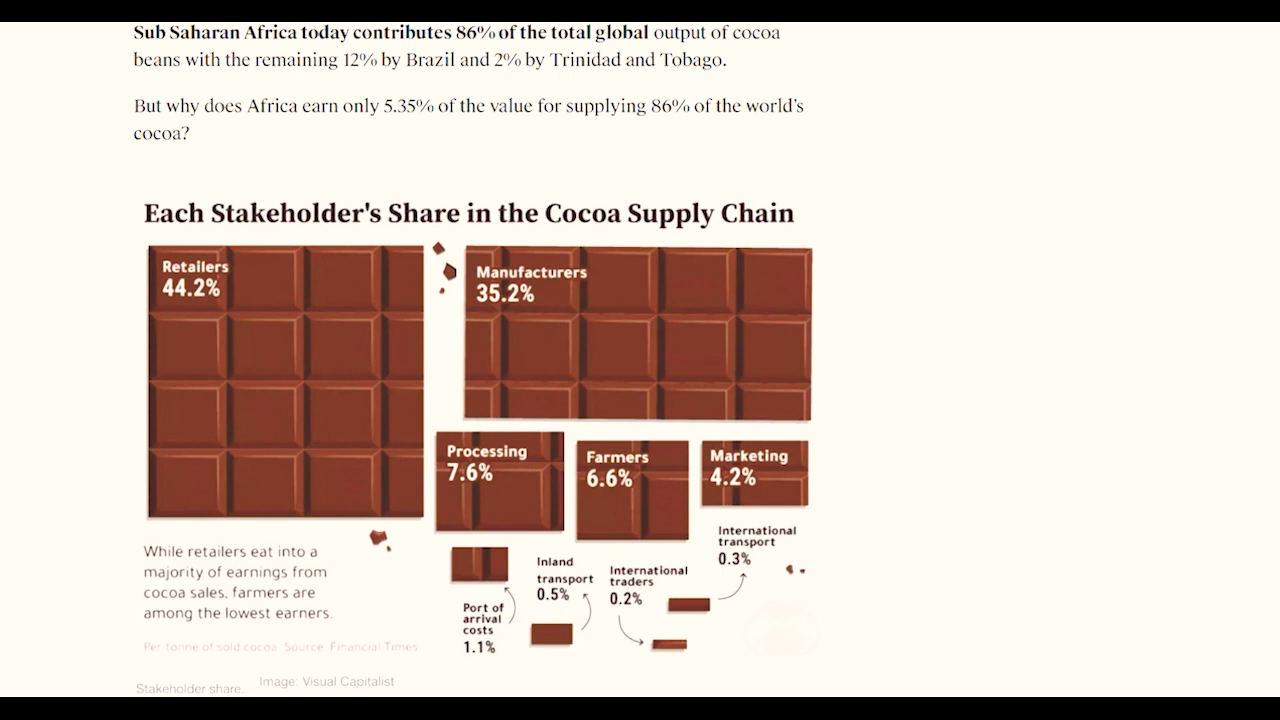 Sub Saharan Africa today contributes 86% of the total global output of cocoa
beans with the remaining 12% by Brazil and 2% by Trinidad and Tobago.
But why does Africa earn only 5.35% of the value for supplying 86% of the world's
cocoa?
Each Stakeholder's Share in the Cocoa Supply Chain
Retailers
44.2%
Manufacturers
35.2%
Processing
7.6%
Farmers
6.6%
Marketing
4.2%
Port of
arrival
costs
1.1%
Inland
transport
0.5%
International
traders
0.2%
International
transport
0.3%
While retailers eat into a
majority of earnings from
cocoa sales, farmers are
among the lowest earners.
Per tonne of sold cocoa. Source: Financial Times
Stakeholder share. Image: Visual Capitalist